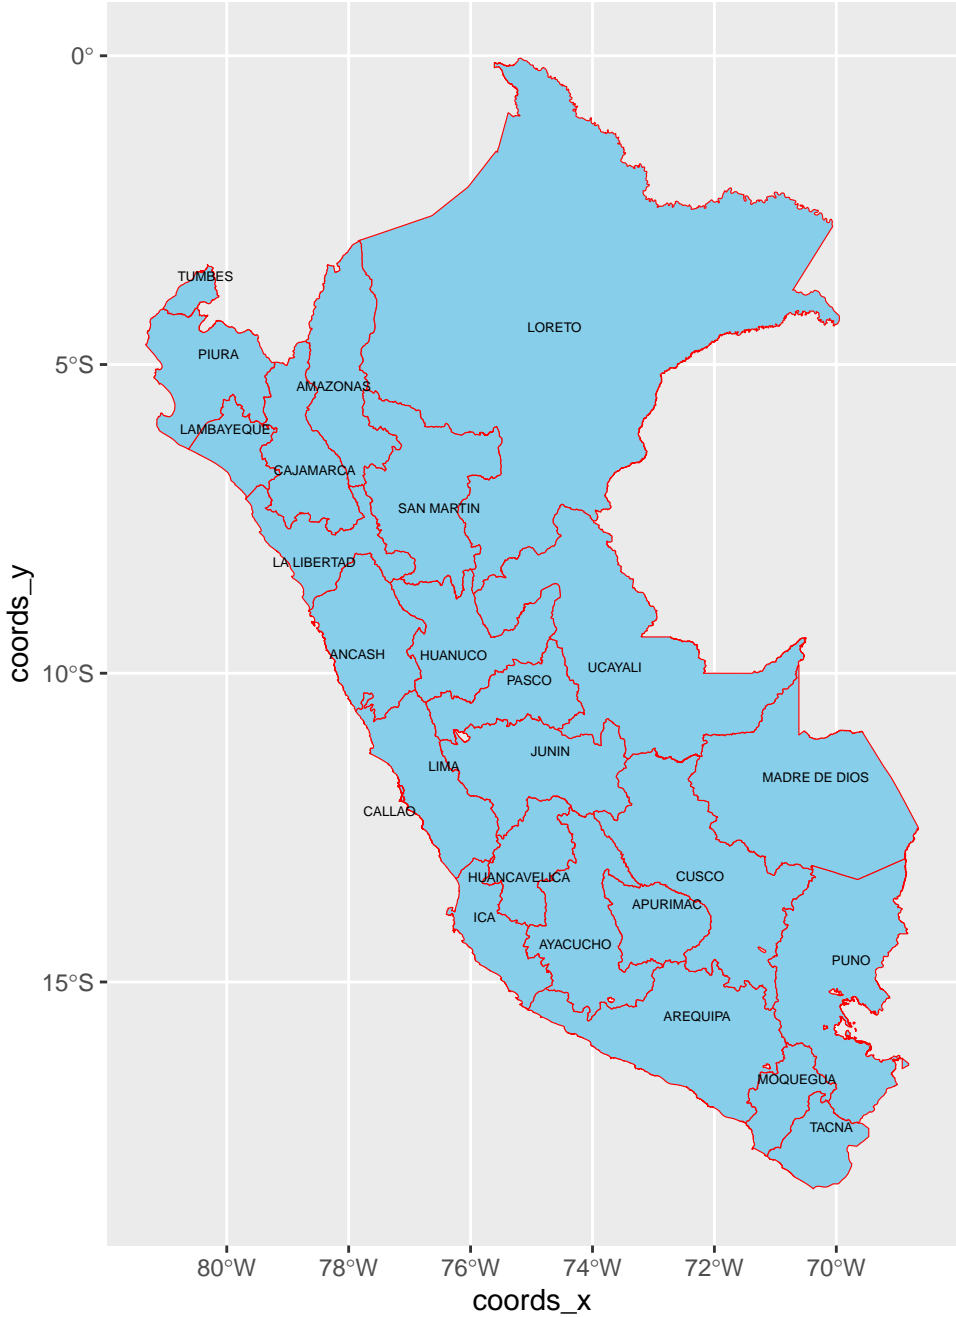 0°
TUMBES
LORETO
PIURA
5°S
AMAZONAS
LAMBAYEQUE
CAJAMARCA
SAN MARTIN
LA LIBERTAD
coords_y
ANCASH
HUANUCO
UCAYALI
10°S
PASCO
JUNIN
LIMA
MADRE DE DIOS
CALLAO
HUANCAVELICA
CUSCO
APURIMAC
ICA
AYACUCHO
PUNO
15°S
AREQUIPA
MOQUEGUA
TACNA
80°W 78°W 76°W 74°W 72°W 70°W
coords_x